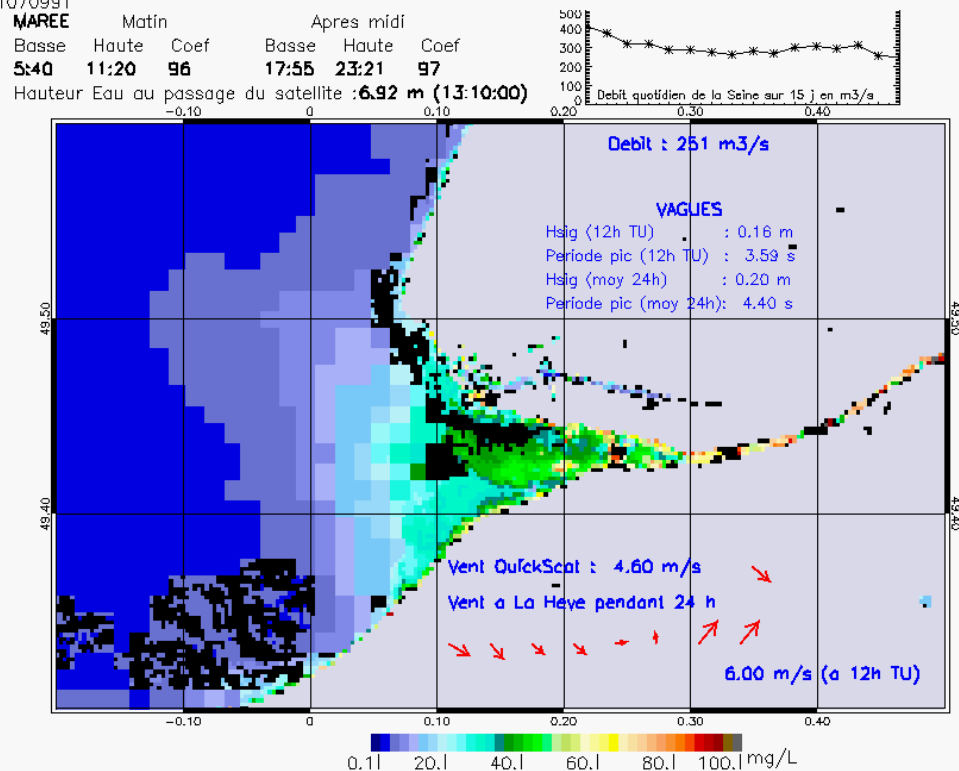 MAREE Matin Apres midi
Basse Haute Coef Basse Haute Coef
5:40 11:20 96 17:55 23:21 97
Hauteur Eau au passage du satellite :6.92 m (13:10:00)
500
400
300
200
100
0
Debit quotidien de la Seine sur 15 j en m3/s
-0.10 0 0.10 0.20 0.30 0.40
Debit : 251 m3/s
VAGUES
Hsig (12h TU) : 0.16 m
Periode pic (12h TU) : 3.59 s
Hsig (moy 24h) : 0.20 m
Periode pic (moy 24h): 4.40 s
49.50 49.50
49.40 49.40
Vent QuickScat : 4.60 m/s
Vent a La Heve pendant 24 h
6.00 m/s (a 12h TU)
-0.10 0 0.10 0.20 0.30 0.40
0.1 20. 40. 60. 80. 100. mg/L